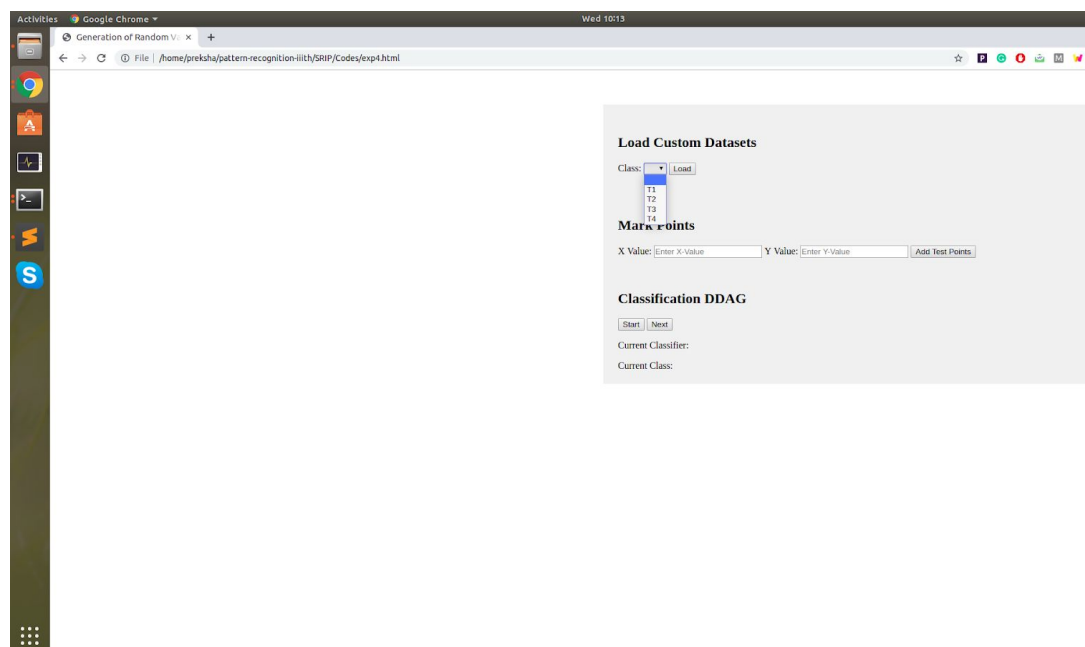 Activities Google Chrome Wed 10:13
Generation of Random Va
File | /home/preksha/pattern-recognition-iiith/SRIP/Codes/exp4.html
Load Custom Datasets
Class: Load
T1
T2
T3
T4
Mark Points
X Value: Enter X-Value Y Value: Enter Y-Value Add Test Points
Classification DDAG
Start Next
Current Classifier:
Current Class: